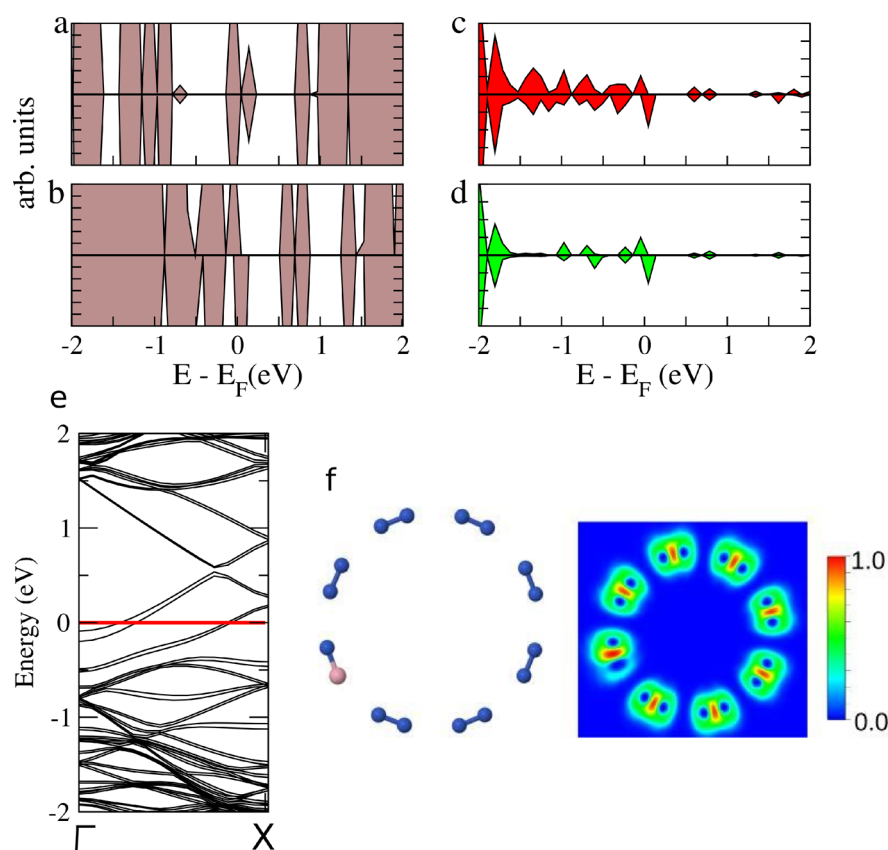 a
c
arb. units
b
d
-2 -1 0 1 2
-2 -1 0 1 2
E - E_F(eV)
E - E_F (eV)
e
2
1
0
-1
-2
Energy (eV)
Γ X
f
1.0
0.0